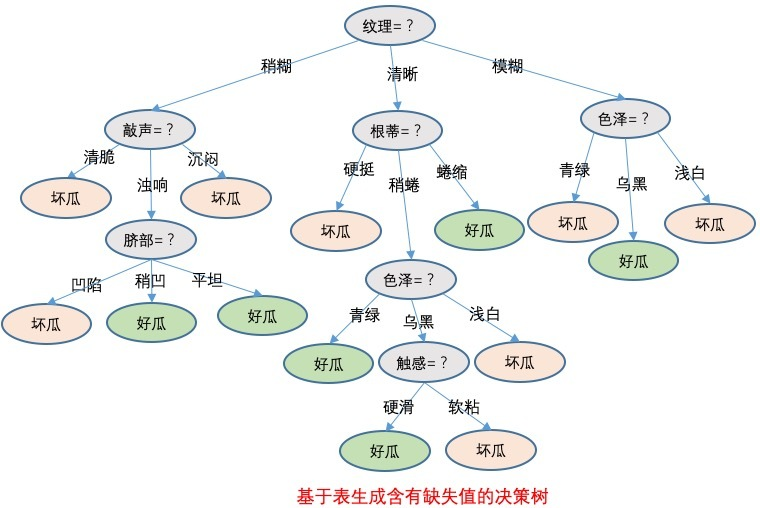 纹理=？
稍糊 清晰 模糊
敲声=？ 根蒂=？ 色泽=？
清脆 浊响 沉闷 硬挺 稍蜷 蜷缩 青绿 乌黑 浅白
坏瓜 坏瓜 坏瓜 好瓜 坏瓜 好瓜 坏瓜
脐部=？ 色泽=？
凹陷 稍凹 平坦 青绿 乌黑 浅白
坏瓜 好瓜 好瓜 好瓜 触感=？ 坏瓜
硬滑 软粘
好瓜 坏瓜
基于表生成含有缺失值的决策树